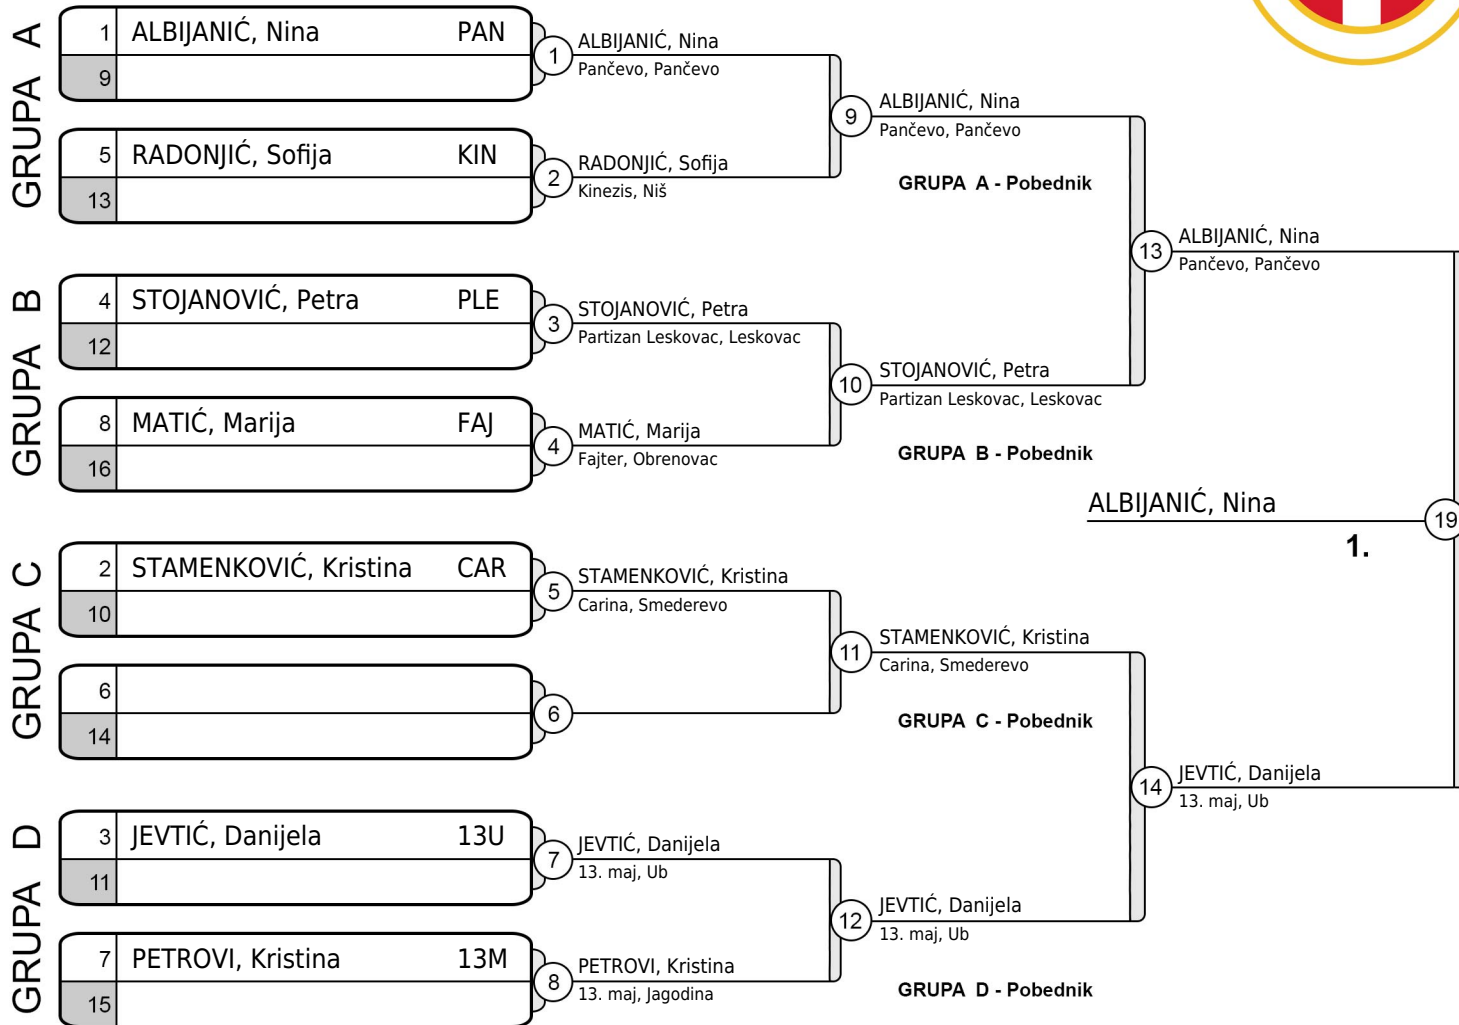 GRUPA A
1 ALBIJANIĆ, Nina PAN
9
5 RADONJIĆ, Sofija KIN
13
1
ALBIJANIĆ, Nina
Pančevo, Pančevo
2
RADONJIĆ, Sofija
Kinezis, Niš
9
ALBIJANIĆ, Nina
Pančevo, Pančevo
GRUPA A - Pobednik
GRUPA B
4 STOJANOVIĆ, Petra PLE
12
8 MATIĆ, Marija FAJ
16
3
STOJANOVIĆ, Petra
Partizan Leskovac, Leskovac
4
MATIĆ, Marija
Fajter, Obrenovac
10
STOJANOVIĆ, Petra
Partizan Leskovac, Leskovac
GRUPA B - Pobednik
13
ALBIJANIĆ, Nina
Pančevo, Pančevo
ALBIJANIĆ, Nina
19
1.
GRUPA C
2 STAMENKOVIĆ, Kristina CAR
10
6
14
5
STAMENKOVIĆ, Kristina
Carina, Smederevo
6
11
STAMENKOVIĆ, Kristina
Carina, Smederevo
GRUPA C - Pobednik
GRUPA D
3 JEVTIĆ, Danijela 13U
11
7 PETROVI, Kristina 13M
15
7
JEVTIĆ, Danijela
13. maj, Ub
8
PETROVI, Kristina
13. maj, Jagodina
12
JEVTIĆ, Danijela
13. maj, Ub
GRUPA D - Pobednik
14
JEVTIĆ, Danijela
13. maj, Ub